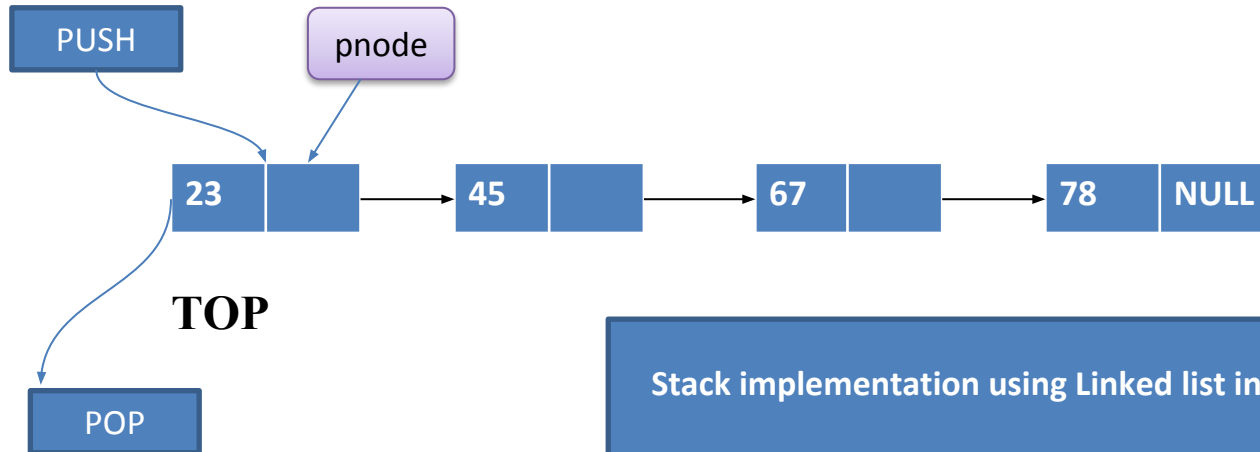 PUSH
pnode
23
45
67
78 NULL
TOP
Stack implementation using Linked list in
POP